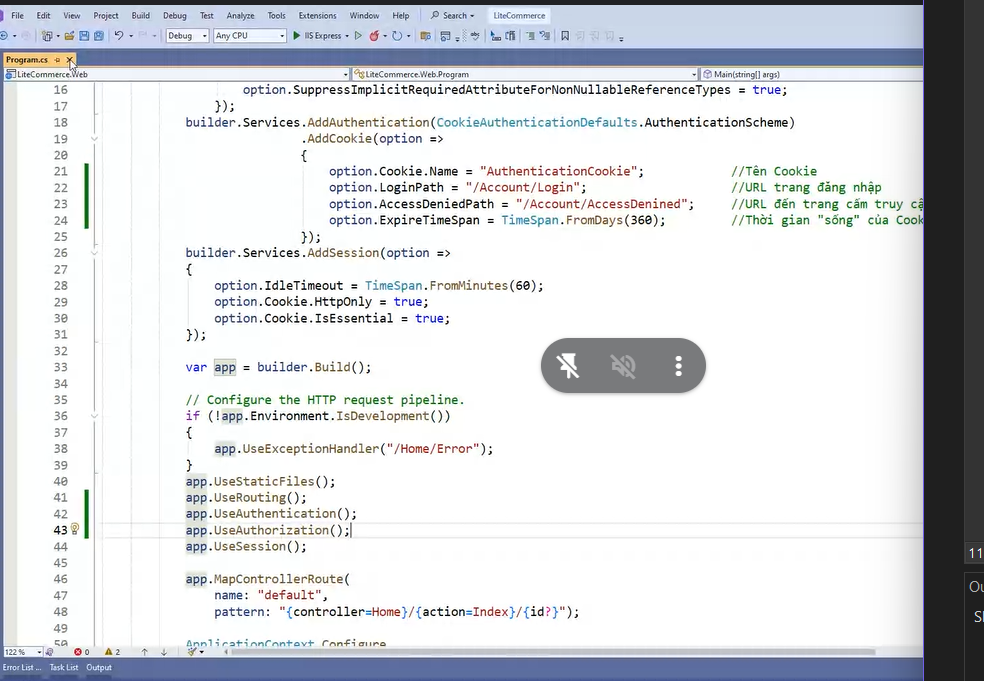 File Edit View Project Build Debug Test Analyze Tools Extensions Window Help Search LiteCommerce
Debug Any CPU IIS Express
Program.cs
LiteCommerce.Web LiteCommerce.Web.Program Main(string[] args)
16 option.SuppressImplicitRequiredAttributeForNonNullableReferenceTypes = true;
17 });
18 builder.Services.AddAuthentication(CookieAuthenticationDefaults.AuthenticationScheme)
19 .AddCookie(option =>
20 {
21 option.Cookie.Name = "AuthenticationCookie"; //Tên Cookie
22 option.LoginPath = "/Account/Login"; //URL trang đăng nhập
23 option.AccessDeniedPath = "/Account/AccessDenined"; //URL đến trang cấm truy cậ
24 option.ExpireTimeSpan = TimeSpan.FromDays(360); //Thời gian "sống" của Cook
25 });
26 builder.Services.AddSession(option =>
27 {
28 option.IdleTimeout = TimeSpan.FromMinutes(60);
29 option.Cookie.HttpOnly = true;
30 option.Cookie.IsEssential = true;
31 });
32
33 var app = builder.Build();
34
35 // Configure the HTTP request pipeline.
36 if (!app.Environment.IsDevelopment())
37 {
38 app.UseExceptionHandler("/Home/Error");
39 }
40 app.UseStaticFiles();
41 app.UseRouting();
42 app.UseAuthentication();
43 app.UseAuthorization();
44 app.UseSession();
45
46 app.MapControllerRoute(
47 name: "default",
48 pattern: "{controller=Home}/{action=Index}/{id?}");
49
50 ApplicationContext.Configure
122 % 0 2
Error List ... Task List Output
11
Ou